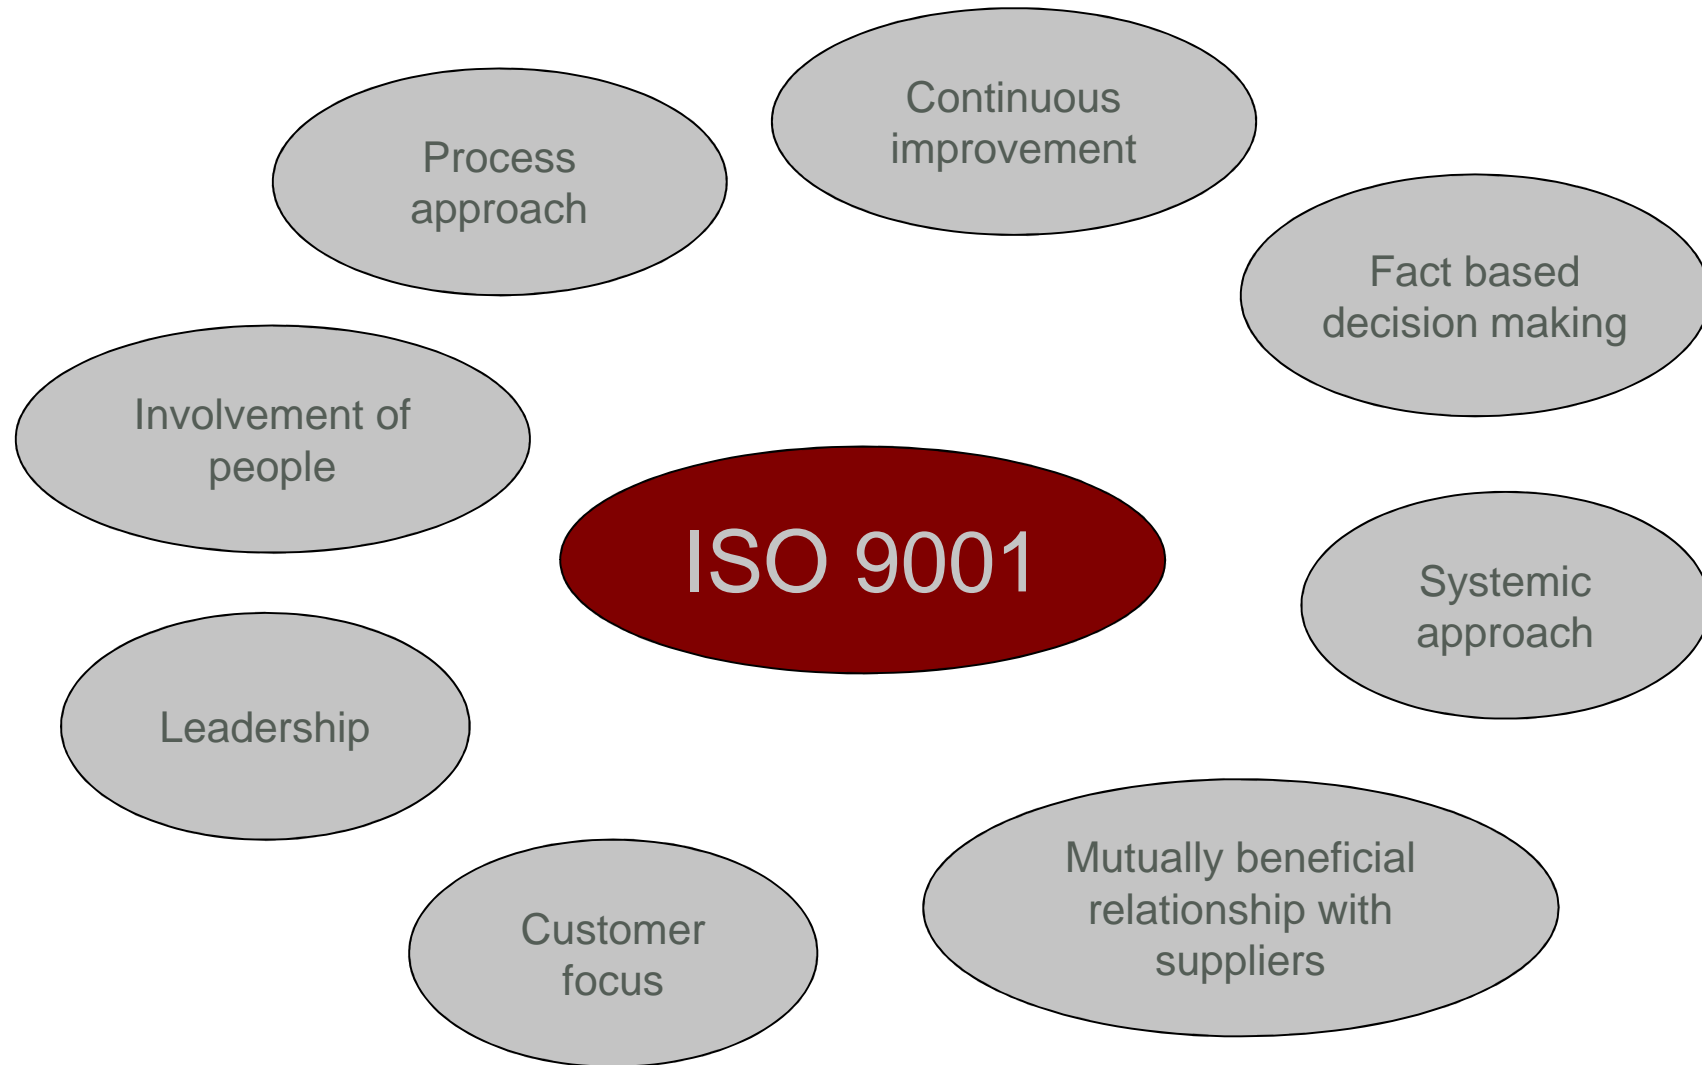 Continuous
improvement
Process
approach
Fact based
decision making
Involvement of
people
ISO 9001
Systemic
approach
Leadership
Mutually beneficial
relationship with
suppliers
Customer
focus